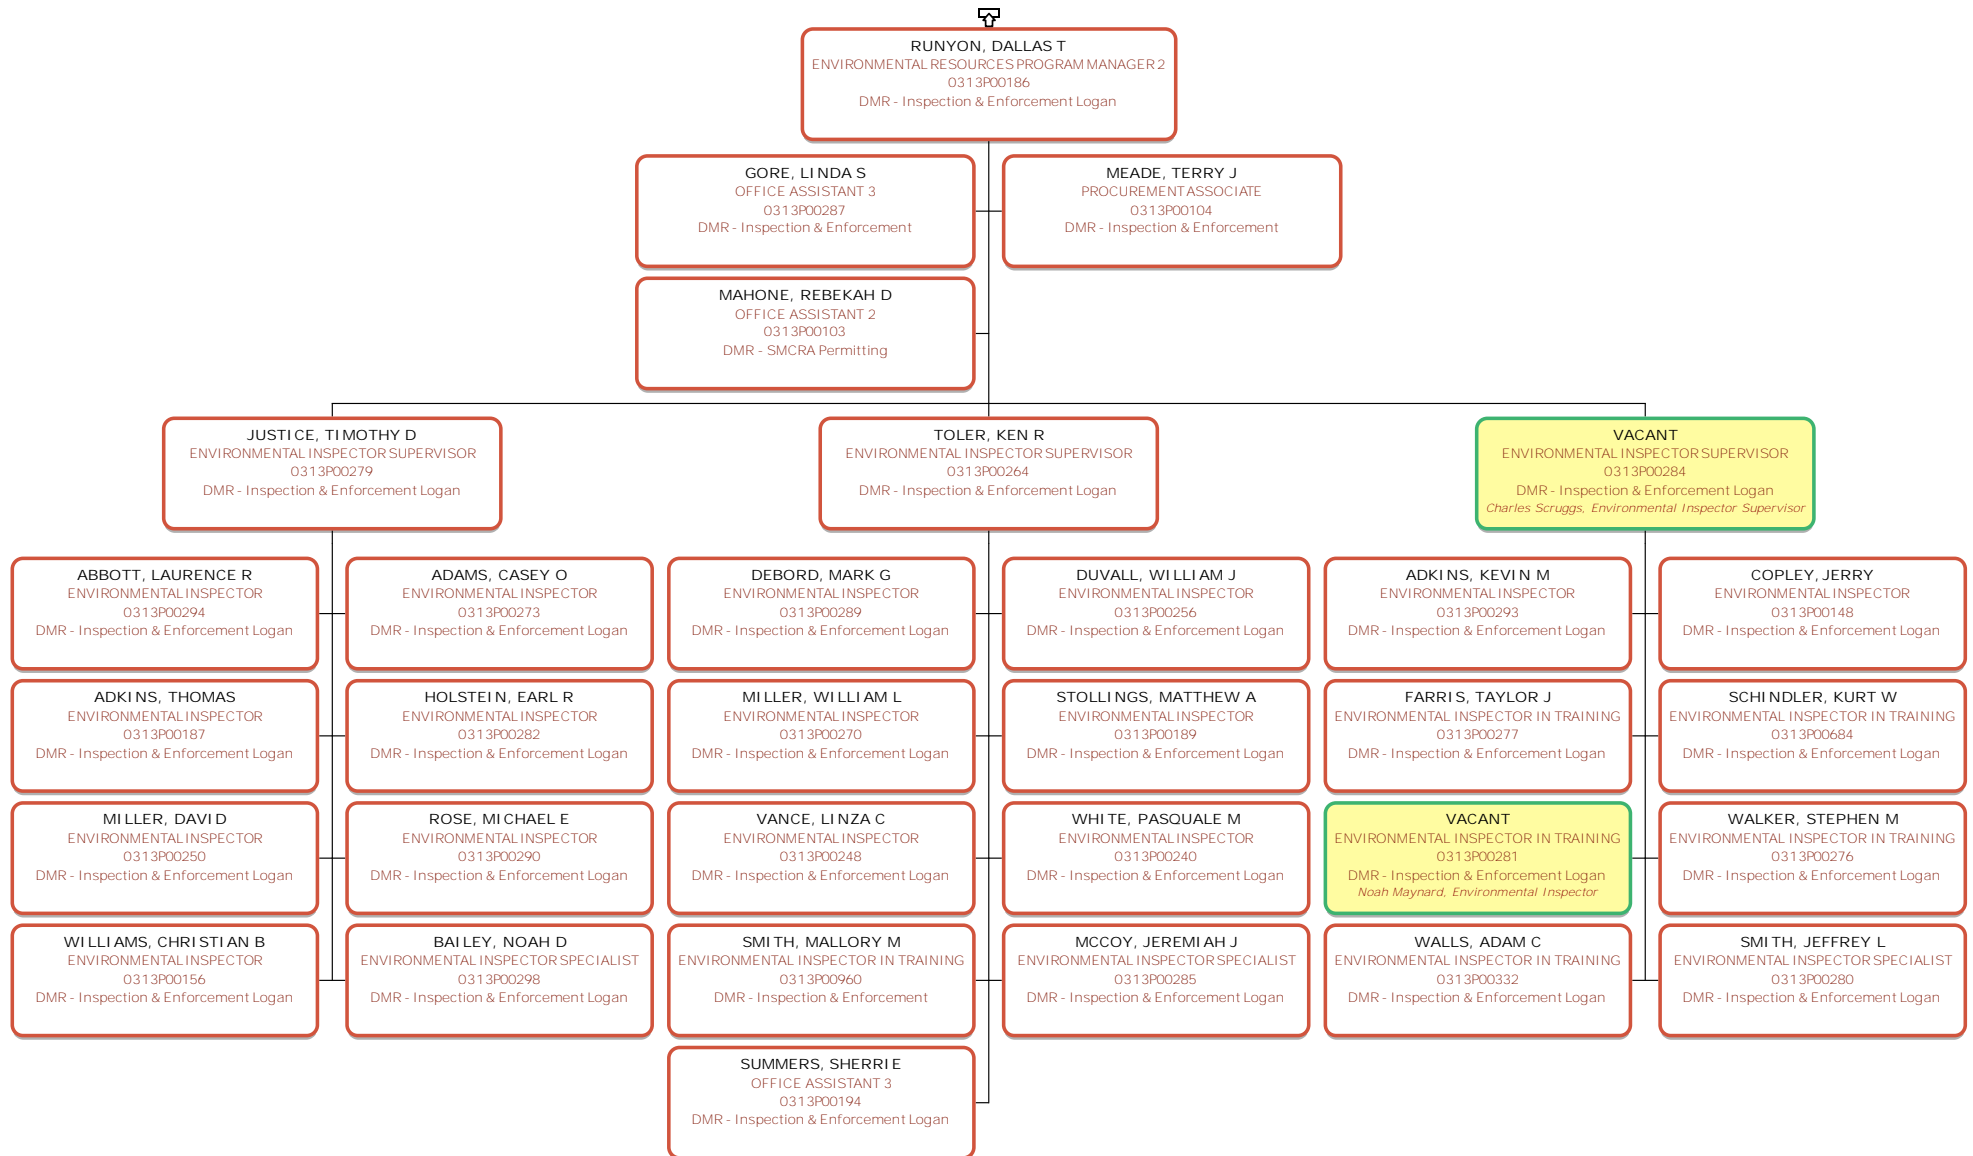 RUNYON, DALLAS T
ENVIRONMENTAL RESOURCES PROGRAM MANAGER 2
0313P00186
DMR - Inspection & Enforcement Logan
GORE, LINDA S
OFFICE ASSISTANT 3
0313P00287
DMR - Inspection & Enforcement
MEADE, TERRY J
PROCUREMENT ASSOCIATE
0313P00104
DMR - Inspection & Enforcement
MAHONE, REBEKAH D
OFFICE ASSISTANT 2
0313P00103
DMR - SMCRA Permitting
JUSTICE, TIMOTHY D
ENVIRONMENTAL INSPECTOR SUPERVISOR
0313P00279
DMR - Inspection & Enforcement Logan
TOLER, KEN R
ENVIRONMENTAL INSPECTOR SUPERVISOR
0313P00264
DMR - Inspection & Enforcement Logan
VACANT
ENVIRONMENTAL INSPECTOR SUPERVISOR
0313P00284
DMR - Inspection & Enforcement Logan
Charles Scruggs, Environmental Inspector Supervisor
ABBOTT, LAURENCE R
ENVIRONMENTAL INSPECTOR
0313P00294
DMR - Inspection & Enforcement Logan
ADAMS, CASEY O
ENVIRONMENTAL INSPECTOR
0313P00273
DMR - Inspection & Enforcement Logan
DEBORD, MARK G
ENVIRONMENTAL INSPECTOR
0313P00289
DMR - Inspection & Enforcement Logan
DUVALL, WILLIAM J
ENVIRONMENTAL INSPECTOR
0313P00256
DMR - Inspection & Enforcement Logan
ADKINS, KEVIN M
ENVIRONMENTAL INSPECTOR
0313P00293
DMR - Inspection & Enforcement Logan
COPLEY, JERRY
ENVIRONMENTAL INSPECTOR
0313P00148
DMR - Inspection & Enforcement Logan
ADKINS, THOMAS
ENVIRONMENTAL INSPECTOR
0313P00187
DMR - Inspection & Enforcement Logan
HOLSTEIN, EARL R
ENVIRONMENTAL INSPECTOR
0313P00282
DMR - Inspection & Enforcement Logan
MILLER, WILLIAM L
ENVIRONMENTAL INSPECTOR
0313P00270
DMR - Inspection & Enforcement Logan
STOLLINGS, MATTHEW A
ENVIRONMENTAL INSPECTOR
0313P00189
DMR - Inspection & Enforcement Logan
FARRIS, TAYLOR J
ENVIRONMENTAL INSPECTOR IN TRAINING
0313P00277
DMR - Inspection & Enforcement Logan
SCHINDLER, KURT W
ENVIRONMENTAL INSPECTOR IN TRAINING
0313P00684
DMR - Inspection & Enforcement Logan
MILLER, DAVID
ENVIRONMENTAL INSPECTOR
0313P00250
DMR - Inspection & Enforcement Logan
ROSE, MICHAEL E
ENVIRONMENTAL INSPECTOR
0313P00290
DMR - Inspection & Enforcement Logan
VANCE, LINZA C
ENVIRONMENTAL INSPECTOR
0313P00248
DMR - Inspection & Enforcement Logan
WHITE, PASQUALE M
ENVIRONMENTAL INSPECTOR
0313P00240
DMR - Inspection & Enforcement Logan
VACANT
ENVIRONMENTAL INSPECTOR IN TRAINING
0313P00281
DMR - Inspection & Enforcement Logan
Noah Maynard, Environmental Inspector
WALKER, STEPHEN M
ENVIRONMENTAL INSPECTOR IN TRAINING
0313P00276
DMR - Inspection & Enforcement Logan
WILLIAMS, CHRISTIAN B
ENVIRONMENTAL INSPECTOR
0313P00156
DMR - Inspection & Enforcement Logan
BAILEY, NOAH D
ENVIRONMENTAL INSPECTOR SPECIALIST
0313P00298
DMR - Inspection & Enforcement Logan
SMITH, MALLORY M
ENVIRONMENTAL INSPECTOR IN TRAINING
0313P00960
DMR - Inspection & Enforcement
MCCOY, JEREMIAH J
ENVIRONMENTAL INSPECTOR SPECIALIST
0313P00285
DMR - Inspection & Enforcement Logan
WALLS, ADAM C
ENVIRONMENTAL INSPECTOR IN TRAINING
0313P00332
DMR - Inspection & Enforcement Logan
SMITH, JEFFREY L
ENVIRONMENTAL INSPECTOR SPECIALIST
0313P00280
DMR - Inspection & Enforcement Logan
SUMMERS, SHERRI E
OFFICE ASSISTANT 3
0313P00194
DMR - Inspection & Enforcement Logan